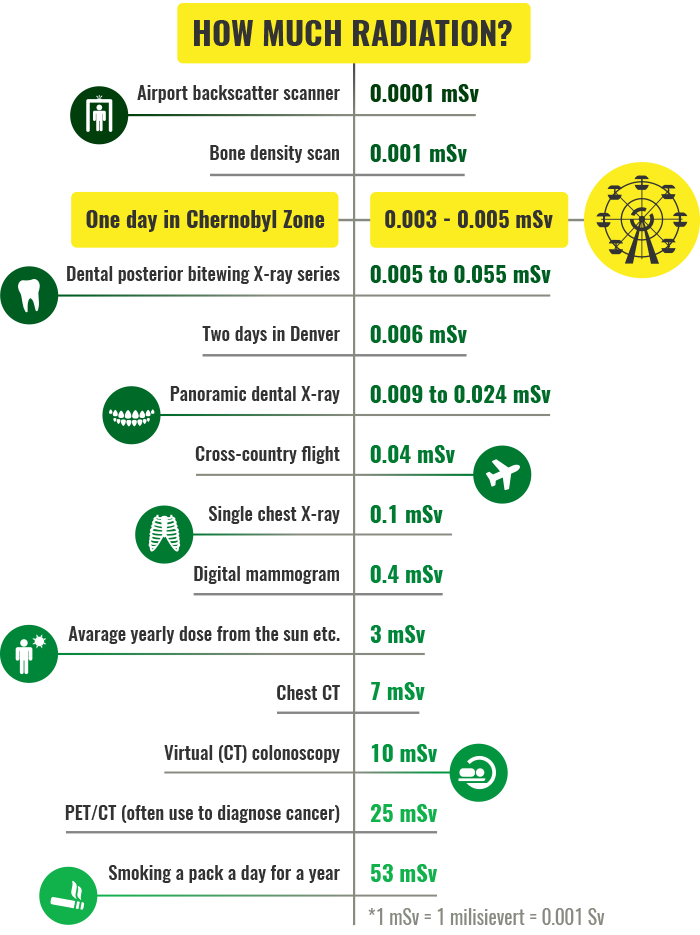 HOW MUCH RADIATION?
Airport backscatter scanner 0.0001 mSv
Bone density scan 0.001 mSv
One day in Chernobyl Zone 0.003 - 0.005 mSv
Dental posterior bitewing X-ray series 0.005 to 0.055 mSv
Two days in Denver 0.006 mSv
Panoramic dental X-ray 0.009 to 0.024 mSv
Cross-country flight 0.04 mSv
Single chest X-ray 0.1 mSv
Digital mammogram 0.4 mSv
Avarage yearly dose from the sun etc. 3 mSv
Chest CT 7 mSv
Virtual (CT) colonoscopy 10 mSv
PET/CT (often use to diagnose cancer) 25 mSv
Smoking a pack a day for a year 53 mSv
*1 mSv = 1 milisievert = 0.001 Sv